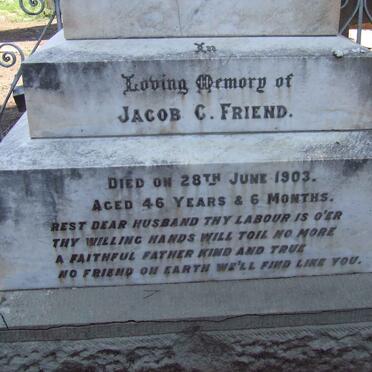 In
Loving Memory of
JACOB C. FRIEND.
DIED ON 28TH JUNE 1903.
AGED 46 YEARS & 6 MONTHS.
REST DEAR HUSBAND THY LABOUR IS O'ER
THY WILLING HANDS WILL TOIL NO MORE
A FAITHFUL FATHER KIND AND TRUE
NO FRIEND ON EARTH WE'LL FIND LIKE YOU.